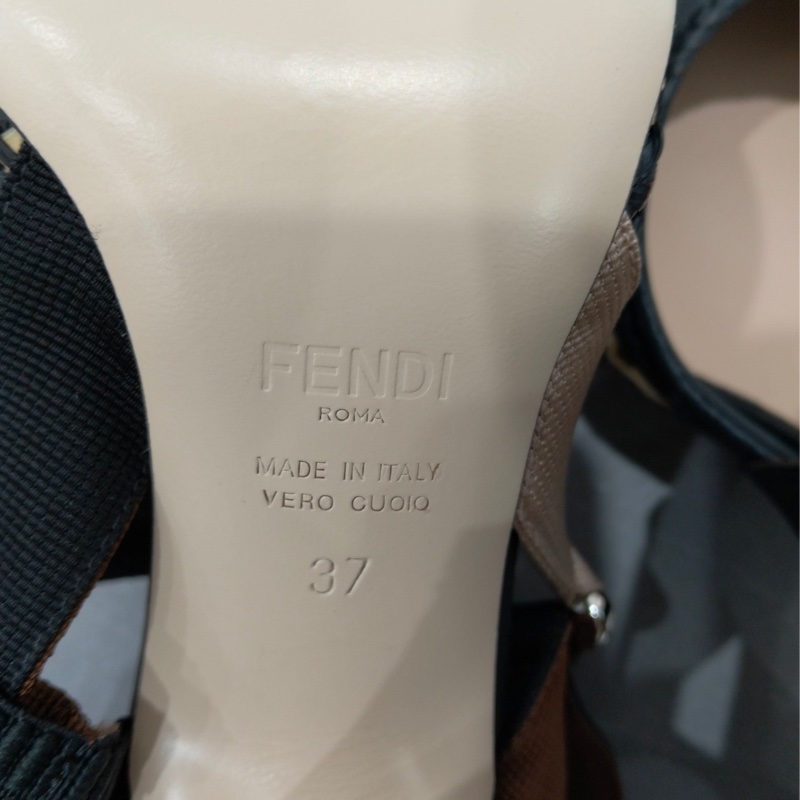 FENDI
ROMA
MADE IN ITALY
VERO CUOIO
37